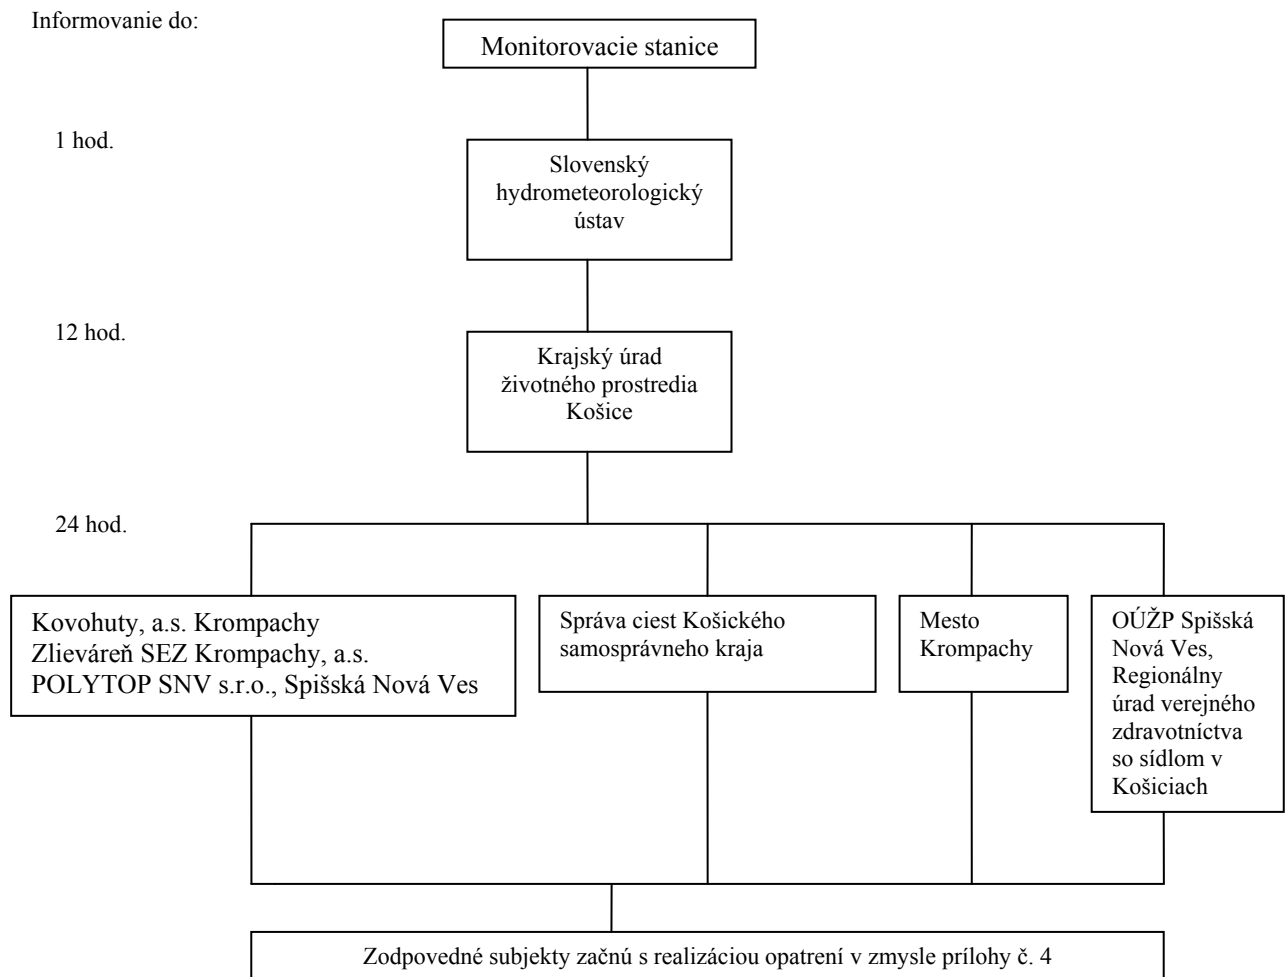 Informovanie do:
Monitorovacie stanice
1 hod.
Slovenský
hydrometeorologický
ústav
12 hod.
Krajský úrad
životného prostredia
Košice
24 hod.
Kovohuty, a.s. Krompachy
Zlieváreň SEZ Krompachy, a.s.
POLYTOP SNV s.r.o., Spišská Nová Ves
Správa ciest Košického
samosprávneho kraja
Mesto
Krompachy
OÚŽP Spišská
Nová Ves,
Regionálny
úrad verejného
zdravotníctva
so sídlom v
Košiciach
Zodpovedné subjekty začnú s realizáciou opatrení v zmysle prílohy č. 4